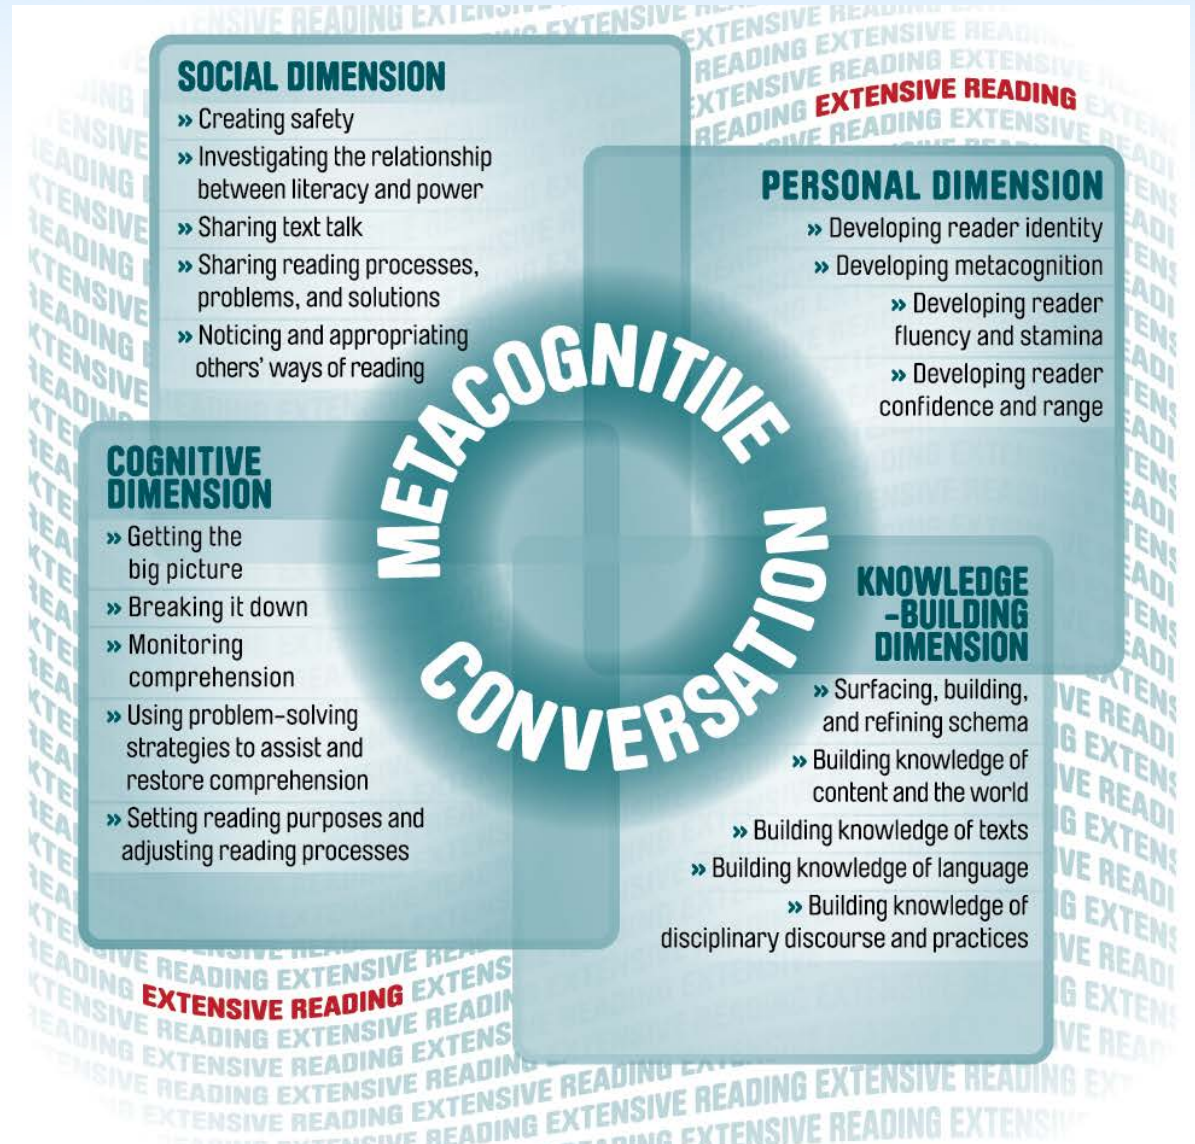 EXTENSIVE READING
SOCIAL DIMENSION
» Creating safety
» Investigating the relationship
between literacy and power
» Sharing text talk
» Sharing reading processes,
problems, and solutions
» Noticing and appropriating
others’ ways of reading
PERSONAL DIMENSION
» Developing reader identity
» Developing metacognition
» Developing reader
fluency and stamina
» Developing reader
confidence and range
METACOGNITIVE
CONVERSATION
COGNITIVE
DIMENSION
» Getting the
big picture
» Breaking it down
» Monitoring
comprehension
» Using problem-solving
strategies to assist and
restore comprehension
» Setting reading purposes and
adjusting reading processes
KNOWLEDGE
-BUILDING
DIMENSION
» Surfacing, building,
and refining schema
» Building knowledge of
content and the world
» Building knowledge of texts
» Building knowledge of language
» Building knowledge of
disciplinary discourse and practices
EXTENSIVE READING